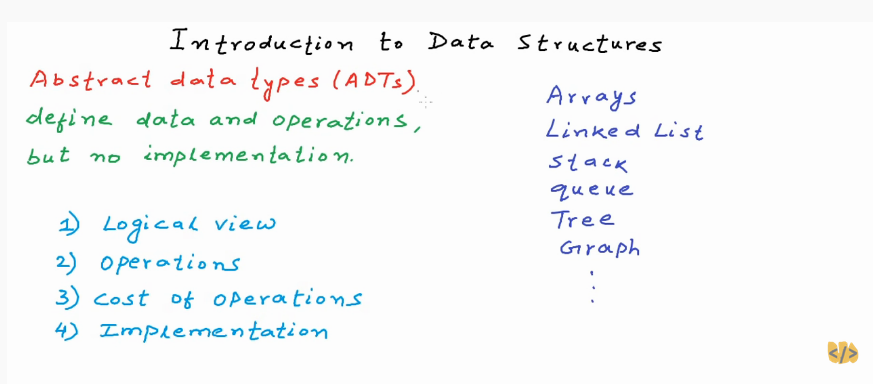 Introduction to Data Structures
Abstract data types (ADTs)
define data and operations,
but no implementation.
1) Logical view
2) Operations
3) Cost of operations
4) Implementation
Arrays
Linked List
Stack
queue
Tree
Graph
</>